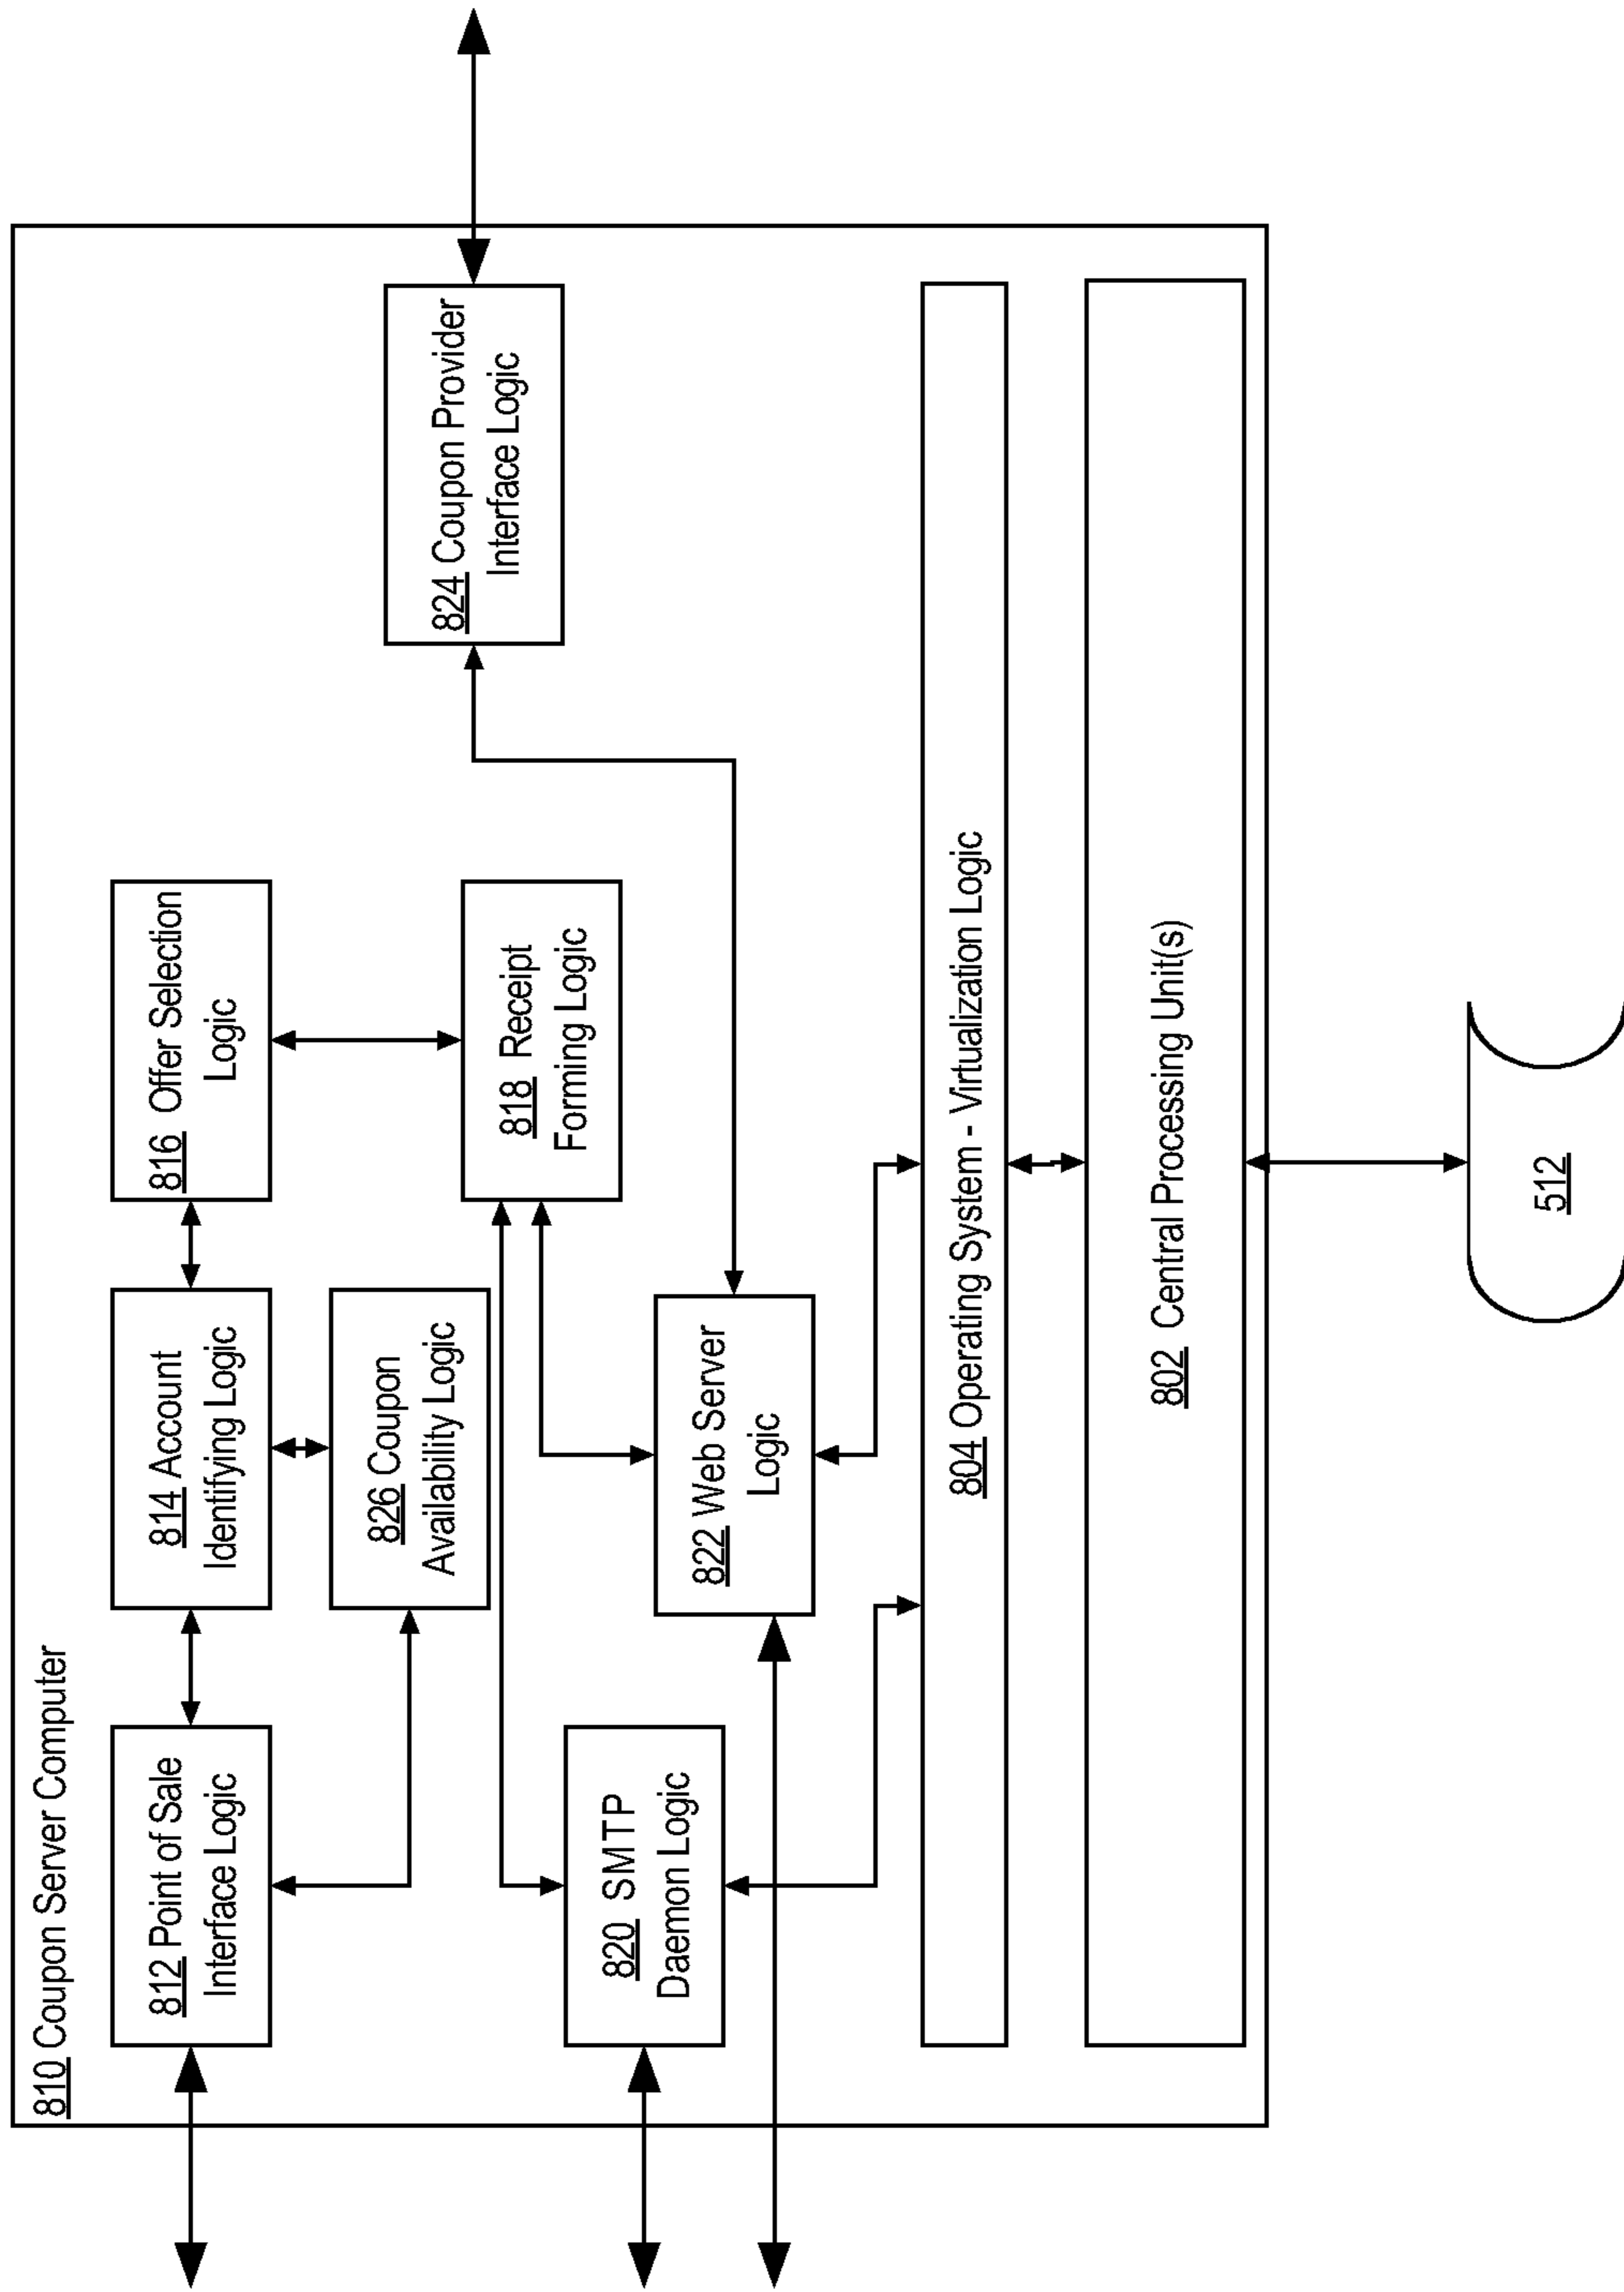 810 Coupon Server Computer
812 Point of Sale
Interface Logic
814 Account
Identifying Logic
816 Offer Selection
Logic
826 Coupon
Availability Logic
818 Receipt
Forming Logic
824 Coupon Provider
Interface Logic
820 SMTP
Daemon Logic
822 Web Server
Logic
804 Operating System - Virtualization Logic
802 Central Processing Unit(s)
512